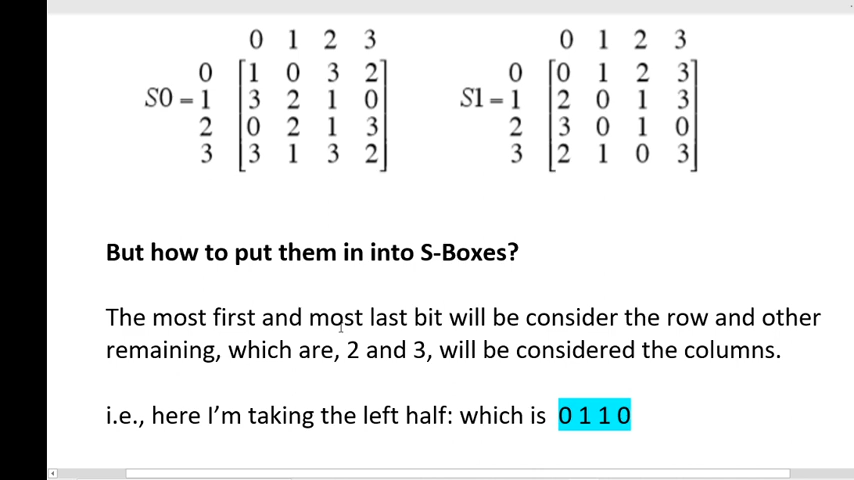 0 1 2 3 0 1 2 3
0 [1 0 3 2] 0 [0 1 2 3]
S0 = 1 3 2 1 0 S1 = 1 2 0 1 3
2 0 2 1 3 2 3 0 1 0
3 3 1 3 2 3 2 1 0 3
But how to put them in into S-Boxes?
The most first and most last bit will be consider the row and other
remaining, which are, 2 and 3, will be considered the columns.
i.e., here I'm taking the left half: which is 0 1 1 0